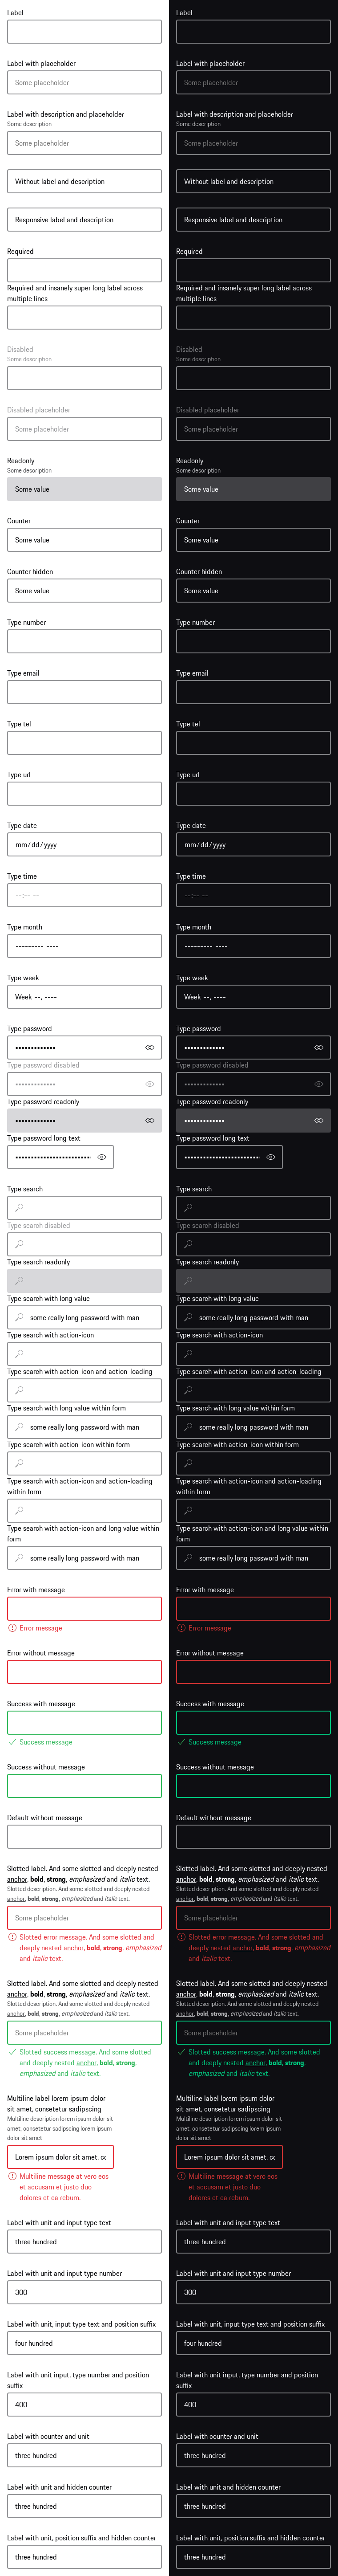 Label
Label with placeholder
Some placeholder
Label with description and placeholder
Some description
Some placeholder
Without label and description
Responsive label and description
Required
Required and insanely super long label across
multiple lines
Disabled
Some description
Disabled placeholder
Some placeholder
Readonly
Some description
Some value
Counter
Some value
Counter hidden
Some value
Type number
Type email
Type tel
Type url
Type date
mm/dd/yyyy
Type time
--:-- --
Type month
--------- ----
Type week
Week --, ----
Type password
•••••••••••••
Type password disabled
•••••••••••••
Type password readonly
•••••••••••••
Type password long text
••••••••••••••••••••••••
Type search
Type search disabled
Type search readonly
Type search with long value
some really long password with man
Type search with action-icon
Type search with action-icon and action-loading
Type search with long value within form
some really long password with man
Type search with action-icon within form
Type search with action-icon and action-loading
within form
Type search with action-icon and long value within
form
some really long password with man
Error with message
Error message
Error without message
Success with message
Success message
Success without message
Default without message
Slotted label. And some slotted and deeply nested
anchor, bold, strong, emphasized and italic text.
Slotted description. And some slotted and deeply nested
anchor, bold, strong, emphasized and italic text.
Some placeholder
Slotted error message. And some slotted and
deeply nested anchor, bold, strong, emphasized
and italic text.
Slotted label. And some slotted and deeply nested
anchor, bold, strong, emphasized and italic text.
Slotted description. And some slotted and deeply nested
anchor, bold, strong, emphasized and italic text.
Some placeholder
Slotted success message. And some slotted
and deeply nested anchor, bold, strong,
emphasized and italic text.
Multiline label lorem ipsum dolor
sit amet, consetetur sadipscing
Multiline description lorem ipsum dolor sit
amet, consetetur sadipscing lorem ipsum
dolor sit amet
Lorem ipsum dolor sit amet, co
Multiline message at vero eos
et accusam et justo duo
dolores et ea rebum.
Label with unit and input type text
three hundred
Label with unit and input type number
300
Label with unit, input type text and position suffix
four hundred
Label with unit input, type number and position
suffix
400
Label with counter and unit
three hundred
Label with unit and hidden counter
three hundred
Label with unit, position suffix and hidden counter
three hundred
Label
Label with placeholder
Some placeholder
Label with description and placeholder
Some description
Some placeholder
Without label and description
Responsive label and description
Required
Required and insanely super long label across
multiple lines
Disabled
Some description
Disabled placeholder
Some placeholder
Readonly
Some description
Some value
Counter
Some value
Counter hidden
Some value
Type number
Type email
Type tel
Type url
Type date
mm/dd/yyyy
Type time
--:-- --
Type month
--------- ----
Type week
Week --, ----
Type password
•••••••••••••
Type password disabled
•••••••••••••
Type password readonly
•••••••••••••
Type password long text
••••••••••••••••••••••••
Type search
Type search disabled
Type search readonly
Type search with long value
some really long password with man
Type search with action-icon
Type search with action-icon and action-loading
Type search with long value within form
some really long password with man
Type search with action-icon within form
Type search with action-icon and action-loading
within form
Type search with action-icon and long value within
form
some really long password with man
Error with message
Error message
Error without message
Success with message
Success message
Success without message
Default without message
Slotted label. And some slotted and deeply nested
anchor, bold, strong, emphasized and italic text.
Slotted description. And some slotted and deeply nested
anchor, bold, strong, emphasized and italic text.
Some placeholder
Slotted error message. And some slotted and
deeply nested anchor, bold, strong, emphasized
and italic text.
Slotted label. And some slotted and deeply nested
anchor, bold, strong, emphasized and italic text.
Slotted description. And some slotted and deeply nested
anchor, bold, strong, emphasized and italic text.
Some placeholder
Slotted success message. And some slotted
and deeply nested anchor, bold, strong,
emphasized and italic text.
Multiline label lorem ipsum dolor
sit amet, consetetur sadipscing
Multiline description lorem ipsum dolor sit
amet, consetetur sadipscing lorem ipsum
dolor sit amet
Lorem ipsum dolor sit amet, co
Multiline message at vero eos
et accusam et justo duo
dolores et ea rebum.
Label with unit and input type text
three hundred
Label with unit and input type number
300
Label with unit, input type text and position suffix
four hundred
Label with unit input, type number and position
suffix
400
Label with counter and unit
three hundred
Label with unit and hidden counter
three hundred
Label with unit, position suffix and hidden counter
three hundred